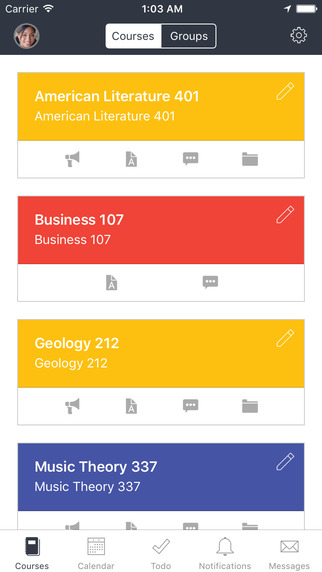 Carrier 1:03 AM
Courses Groups
American Literature 401
American Literature 401
A
Business 107
Business 107
A
Geology 212
Geology 212
A
Music Theory 337
Music Theory 337
Courses Calendar Todo Notifications Messages